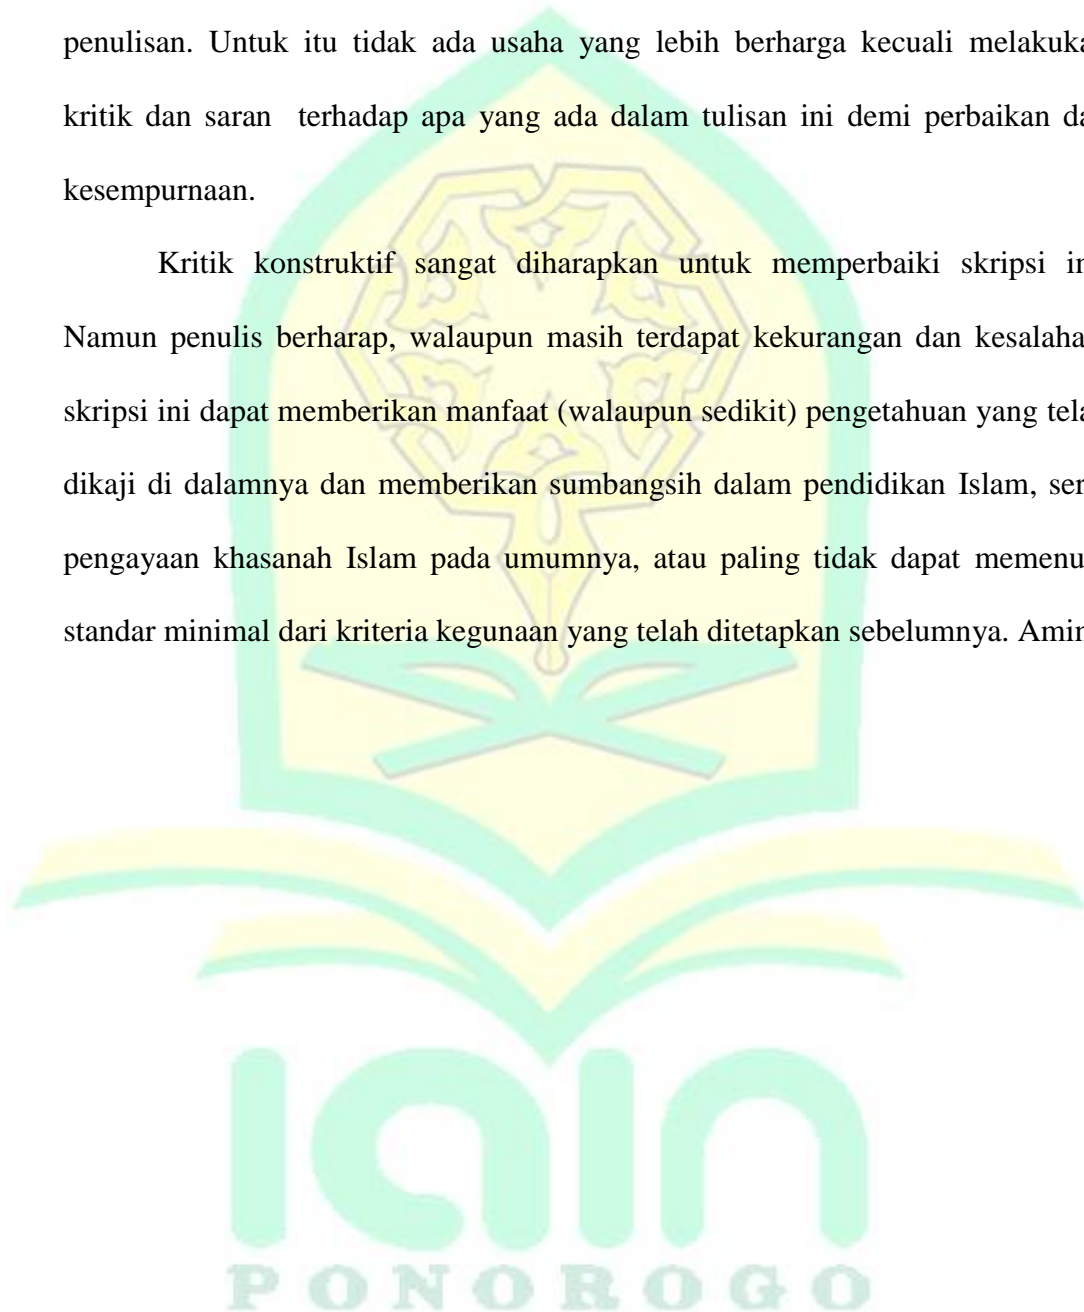 penulisan. Untuk itu tidak ada usaha yang lebih berharga kecuali melakuka
kritik dan saran terhadap apa yang ada dalam tulisan ini demi perbaikan da
kesempurnaan.
Kritik konstruktif sangat diharapkan untuk memperbaiki skripsi in
Namun penulis berharap, walaupun masih terdapat kekurangan dan kesalaha
skripsi ini dapat memberikan manfaat (walaupun sedikit) pengetahuan yang tela
dikaji di dalamnya dan memberikan sumbangsih dalam pendidikan Islam, ser
pengayaan khasanah Islam pada umumnya, atau paling tidak dapat memenu
standar minimal dari kriteria kegunaan yang telah ditetapkan sebelumnya. Amin
iain
PONOROGO